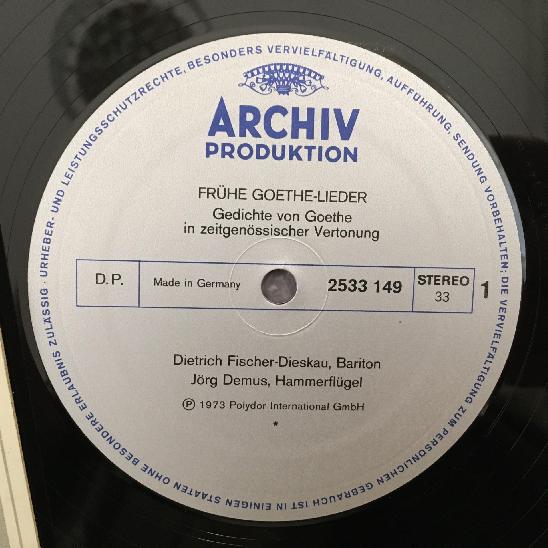 URHEBER- UND LEISTUNGSSCHUTZRECHTE, BESONDERS VERVIELFÄLTIGUNG, AUFFÜHRUNG, SENDUNG VORBEHALTEN; DIE VERVIELFÄLTIGUNG ZUM PERSÖNLICHEN GEBRAUCH IST IN EINIGEN STAATEN OHNE BESONDERE ERLAUBNIS ZULÄSSIG ·
ARCHIV
PRODUKTION
FRÜHE GOETHE-LIEDER
Gedichte von Goethe
in zeitgenössischer Vertonung
D.P. Made in Germany 2533 149 STEREO 33 1
Dietrich Fischer-Dieskau, Bariton
Jörg Demus, Hammerflügel
℗ 1973 Polydor International GmbH
*